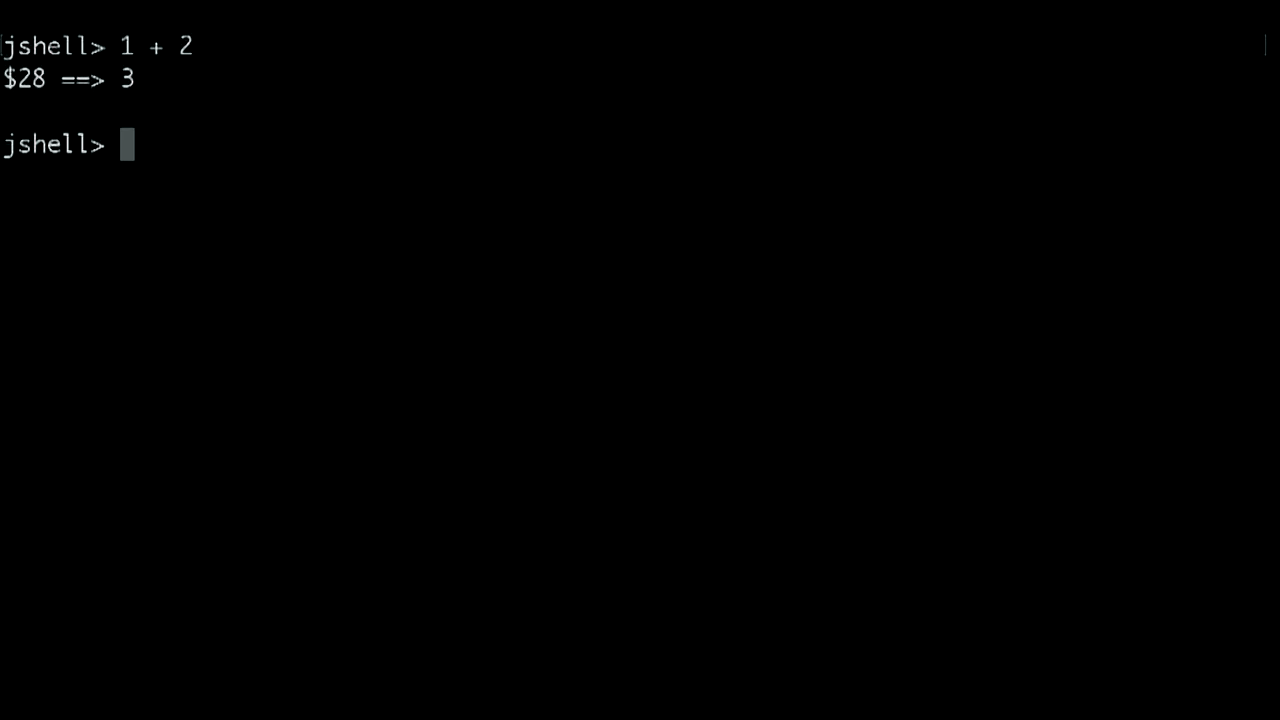 jshell> 1 + 2
$28 ==> 3
jshell>